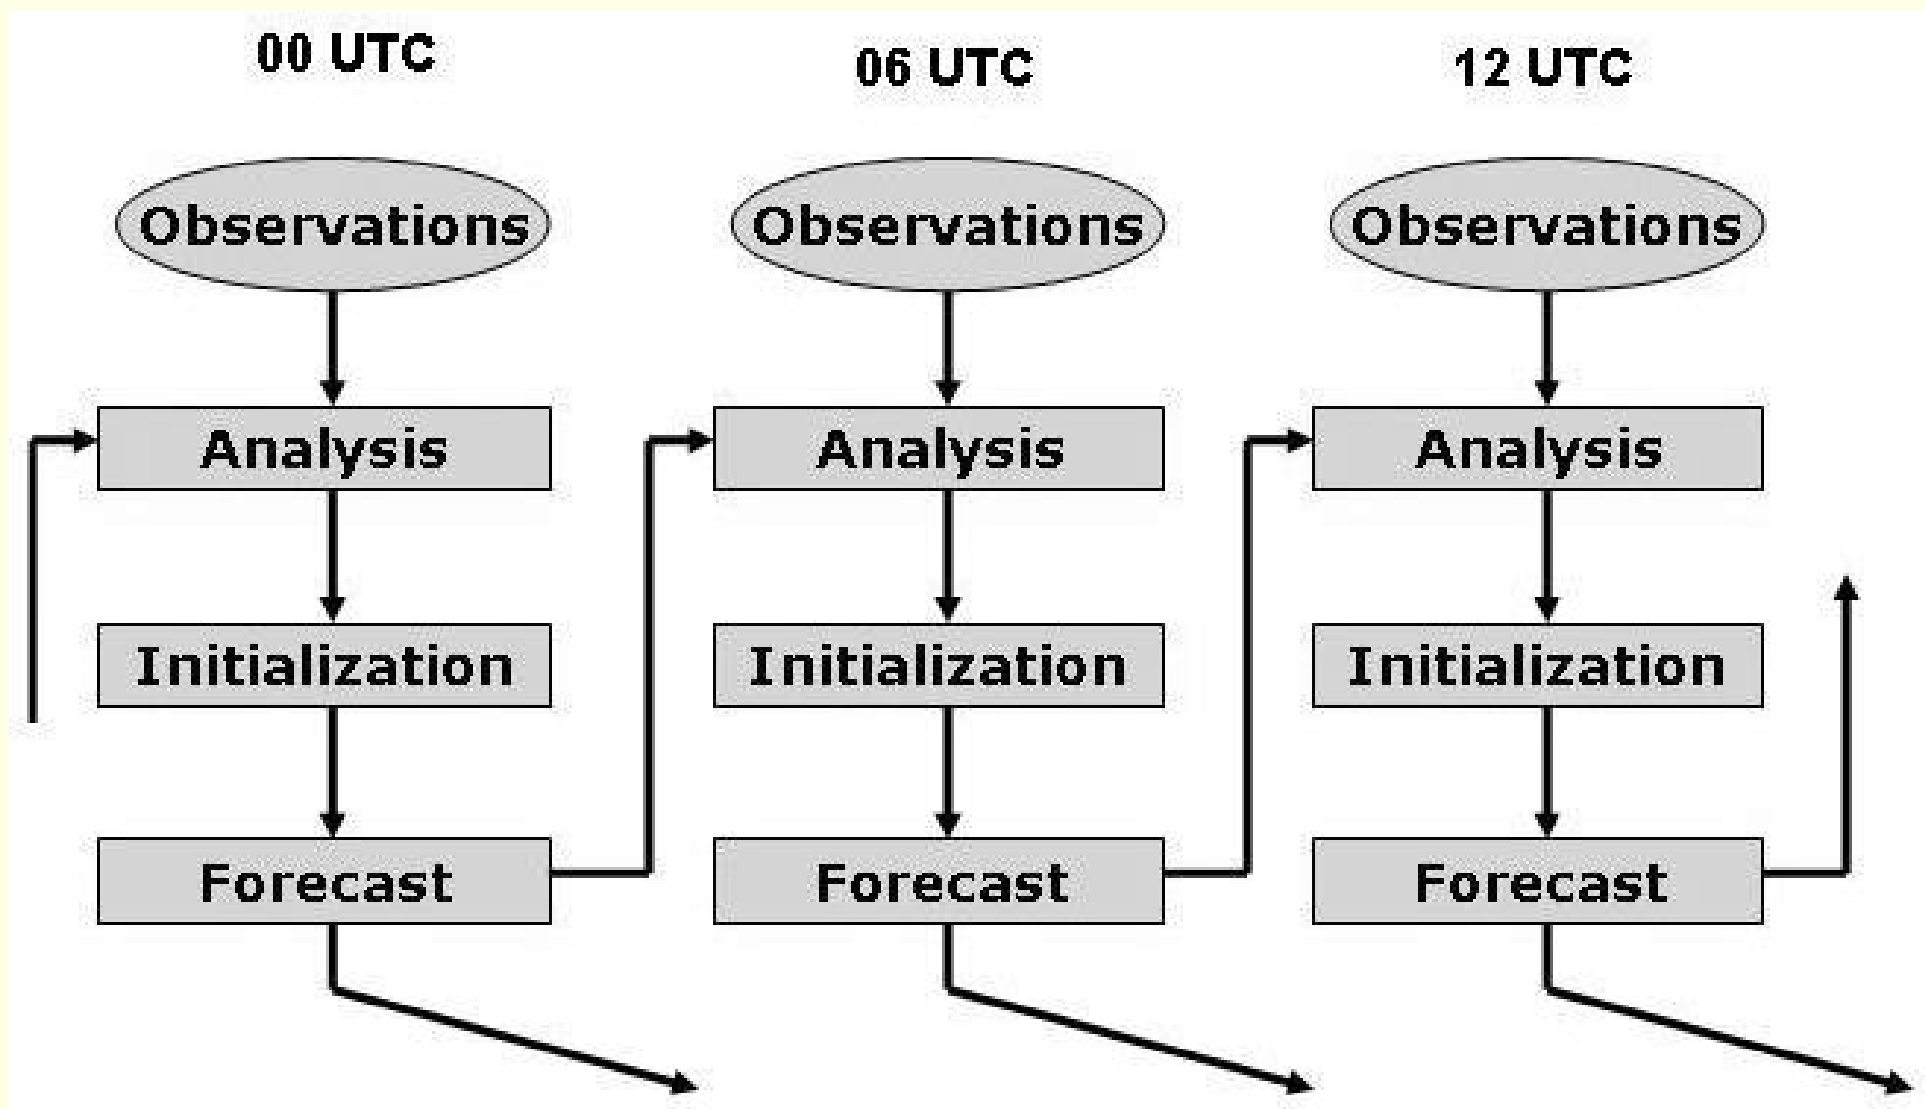 00 UTC
06 UTC
12 UTC
Observations
Observations
Observations
Analysis
Analysis
Analysis
Initialization
Initialization
Initialization
Forecast
Forecast
Forecast